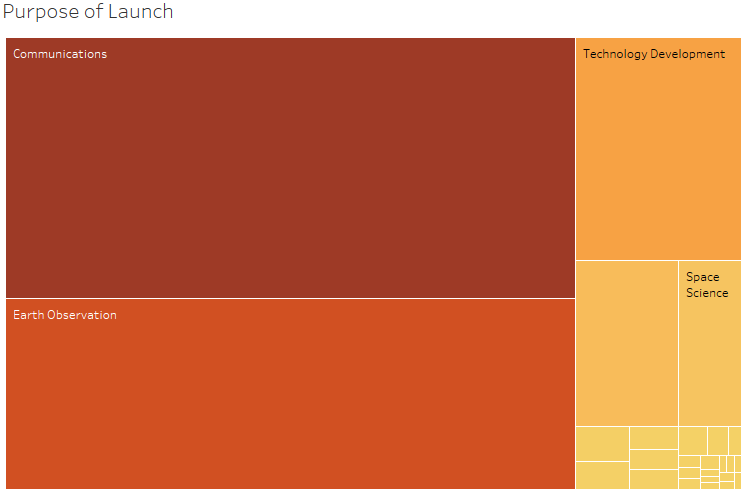 Purpose of Launch
Communications
Technology Development
Space
Science
Earth Observation